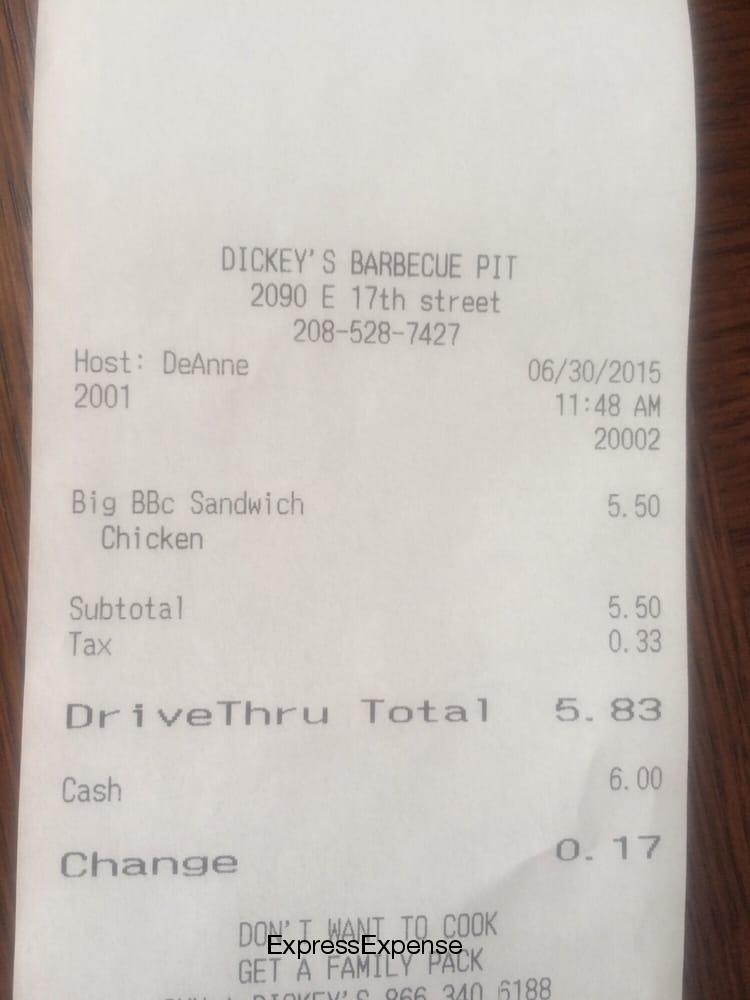 DICKEY'S BARBECUE PIT
2090 E 17th street
208-528-7427
Host: DeAnne 06/30/2015
2001 11:48 AM
20002
Big BBc Sandwich 5.50
Chicken
Subtotal 5.50
Tax 0.33
DriveThru Total 5.83
Cash 6.00
Change 0.17
DON'T WANT TO COOK
ExpressExpense
GET A FAMILY PACK
DICKEY'S 866 340 6188